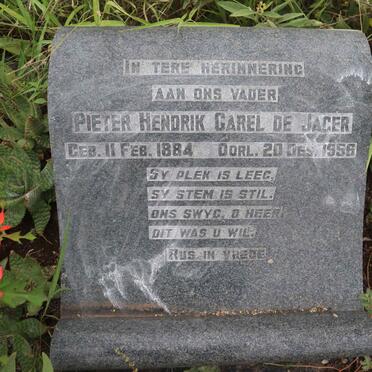 IN TERE HERINNERING
AAN ONS VADER
PIETER HENDRIK CAREL DE JAGER
GEB. 11 FEB. 1884 OORL. 20 DES. 1956
SY PLEK IS LEEG,
SY STEM IS STIL.
ONS SWYG, O HEER,
DIT WAS U WIL.
RUS IN VREDE